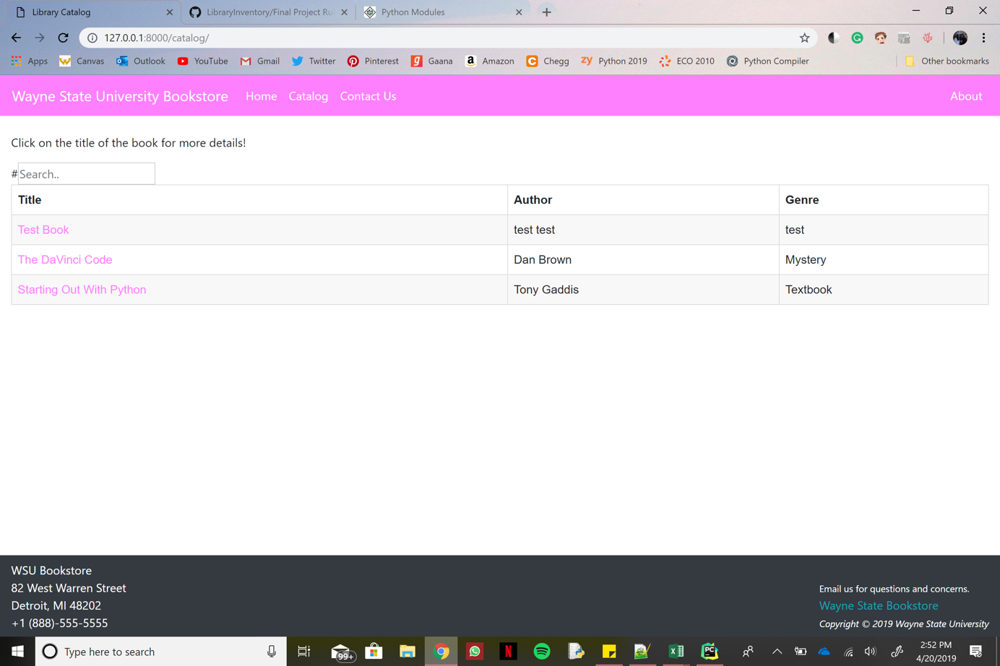 Library Catalog
LibraryInventory/Final Project Ru
Python Modules
127.0.0.1:8000/catalog/
Apps
Canvas
Outlook
YouTube
Gmail
Twitter
Pinterest
Gaana
Amazon
Chegg
zy Python 2019
ECO 2010
Python Compiler
Other bookmarks
Wayne State University Bookstore
Home
Catalog
Contact Us
About
Click on the title of the book for more details!
#Search..
Title Author Genre
Test Book test test test
The DaVinci Code Dan Brown Mystery
Starting Out With Python Tony Gaddis Textbook
WSU Bookstore
82 West Warren Street
Detroit, MI 48202
+1 (888)-555-5555
Email us for questions and concerns.
Wayne State Bookstore
Copyright © 2019 Wayne State University
Type here to search
99+
2:52 PM
4/20/2019